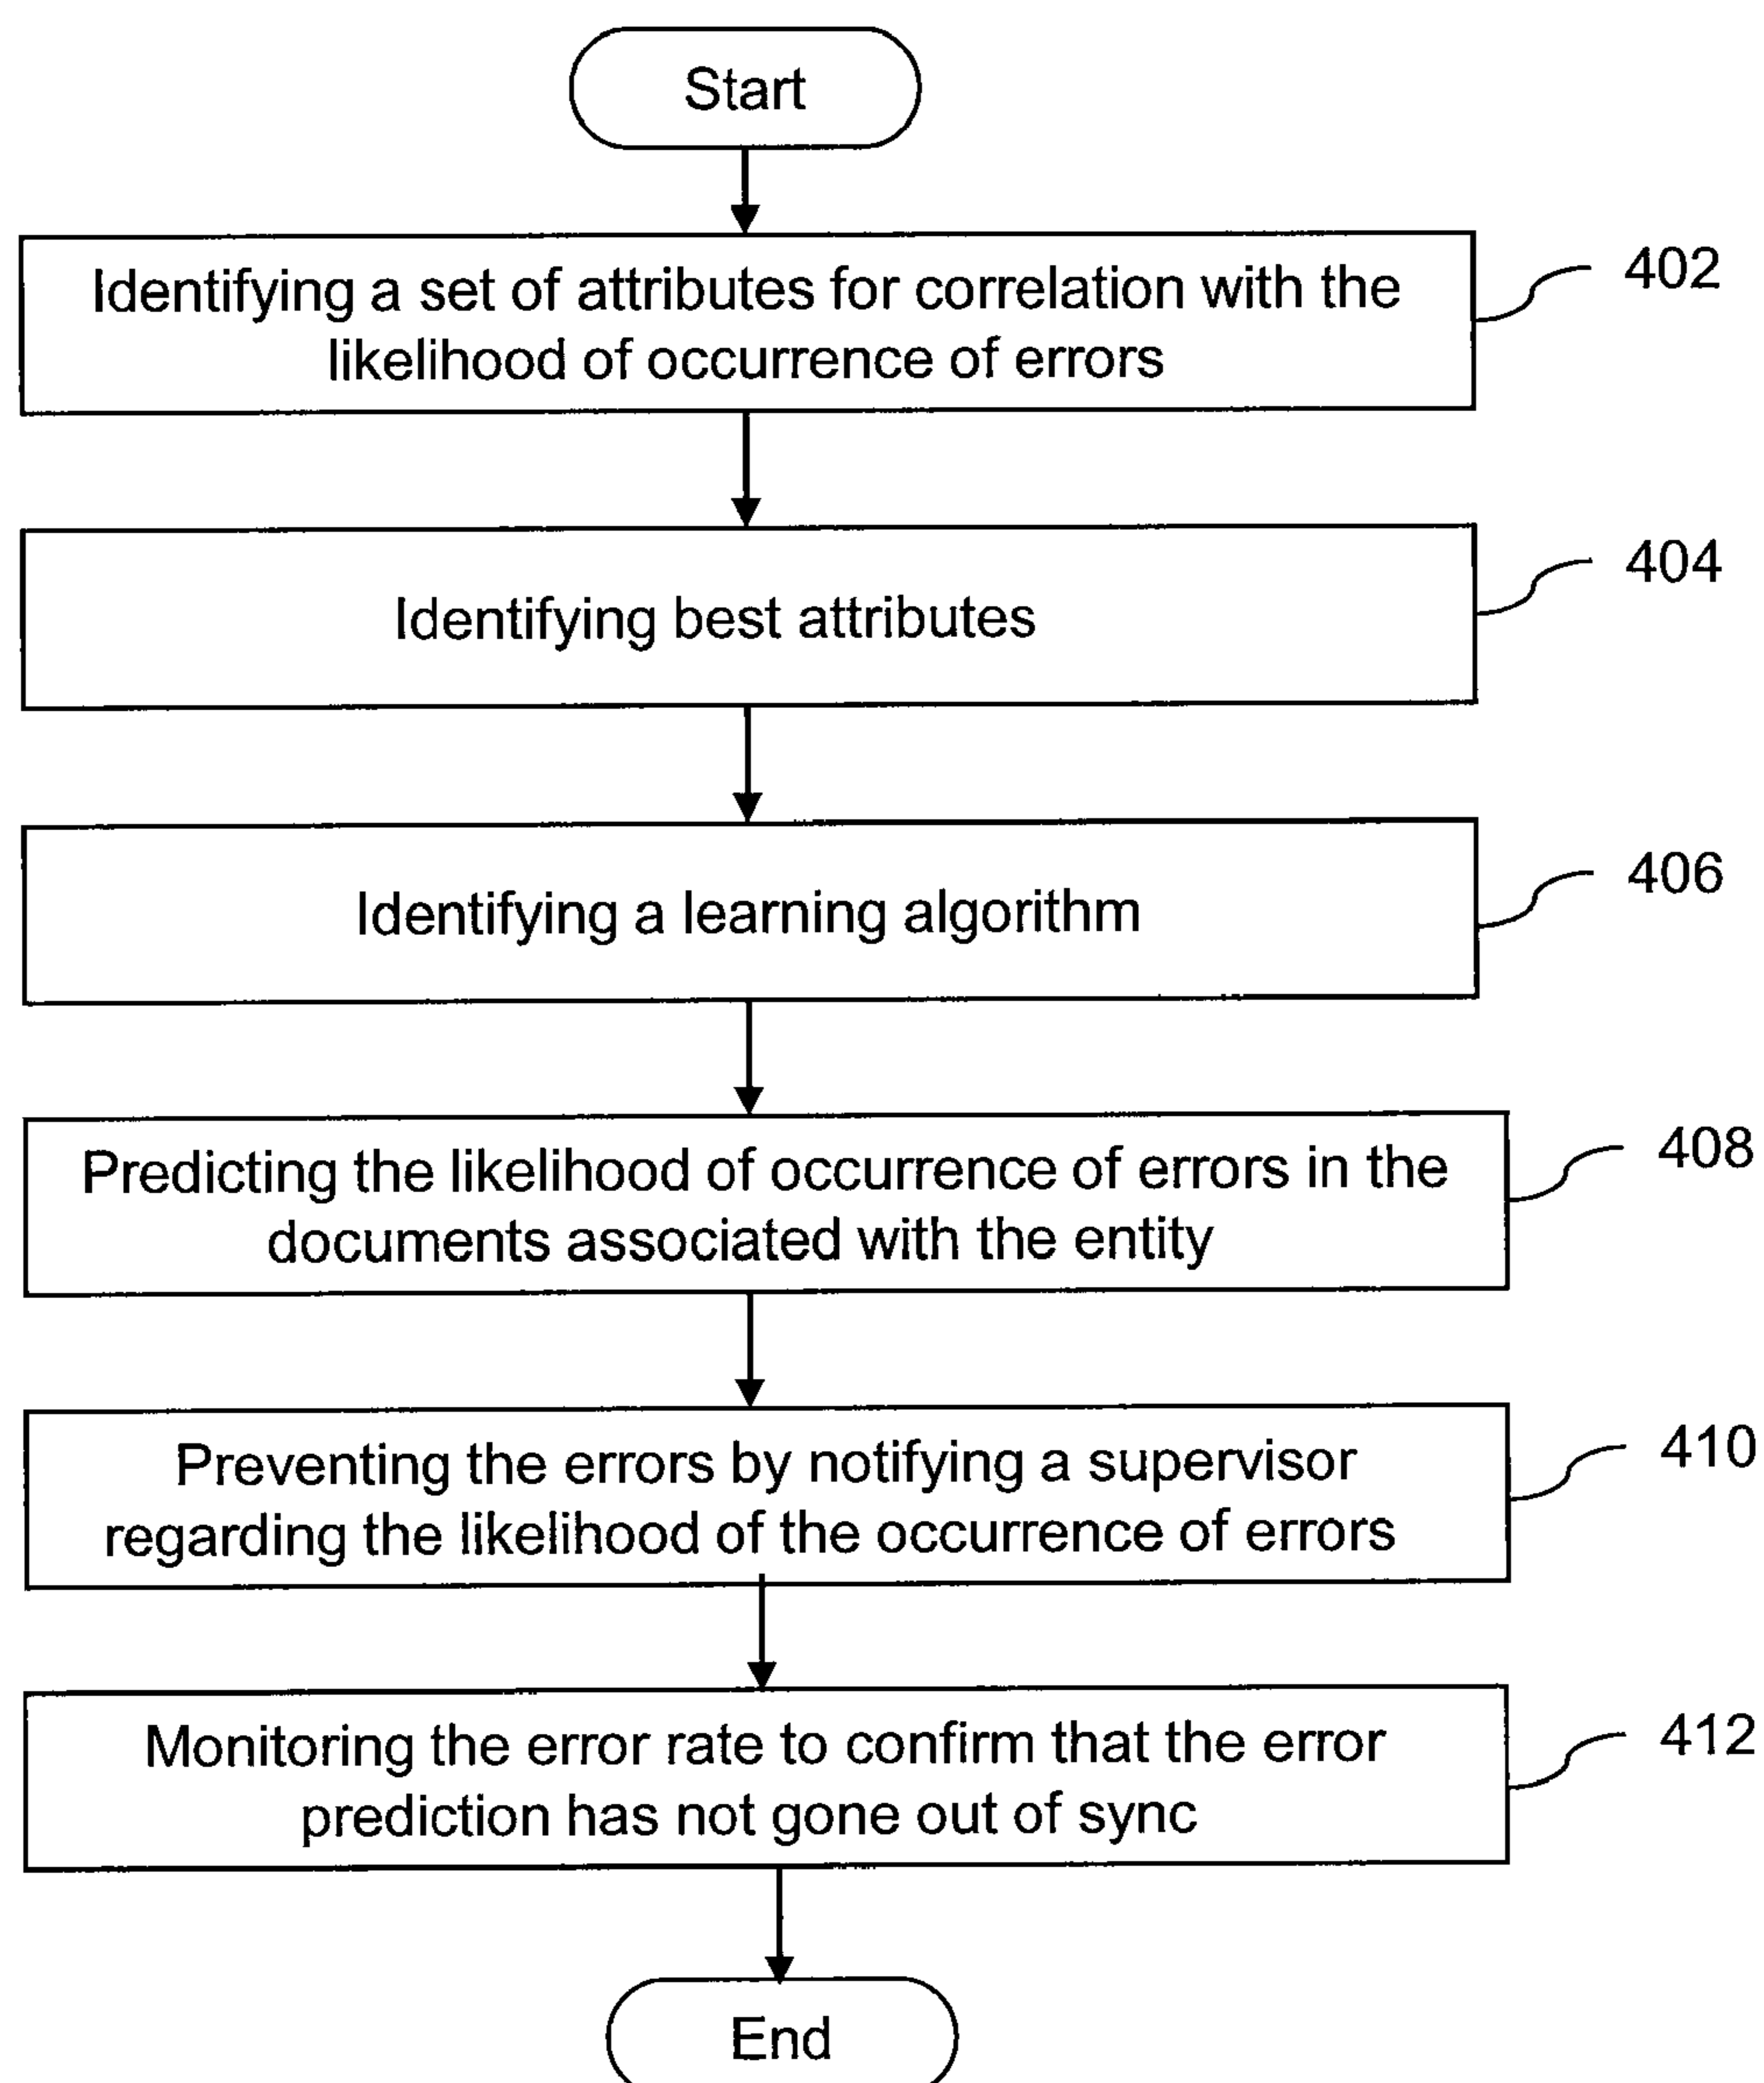 Start
Identifying a set of attributes for correlation with the
likelihood of occurrence of errors
402
Identifying best attributes
404
Identifying a learning algorithm
406
Predicting the likelihood of occurrence of errors in the
documents associated with the entity
408
Preventing the errors by notifying a supervisor
regarding the likelihood of the occurrence of errors
410
Monitoring the error rate to confirm that the error
prediction has not gone out of sync
412
End